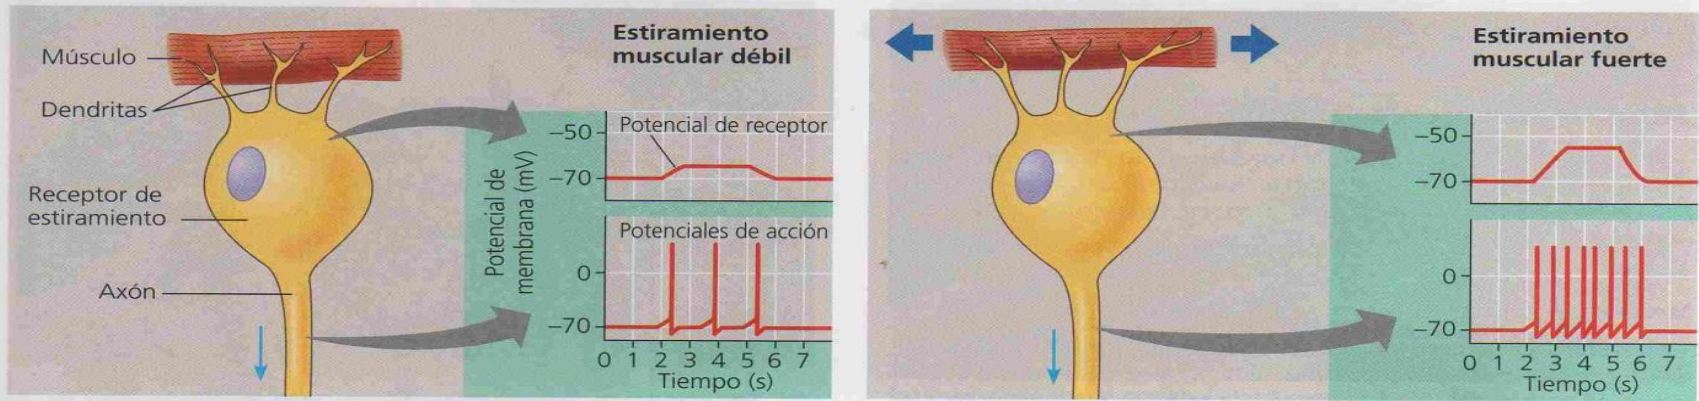 Estiramiento
muscular débil
Músculo
Dendritas
Receptor de
estiramiento
Axón
Potencial de
membrana (mV)
Potencial de receptor
−50
−70
Potenciales de acción
0
−70
0 1 2 3 4 5 6 7
Tiempo (s)
Estiramiento
muscular fuerte
−50
−70
0
−70
0 1 2 3 4 5 6 7
Tiempo (s)